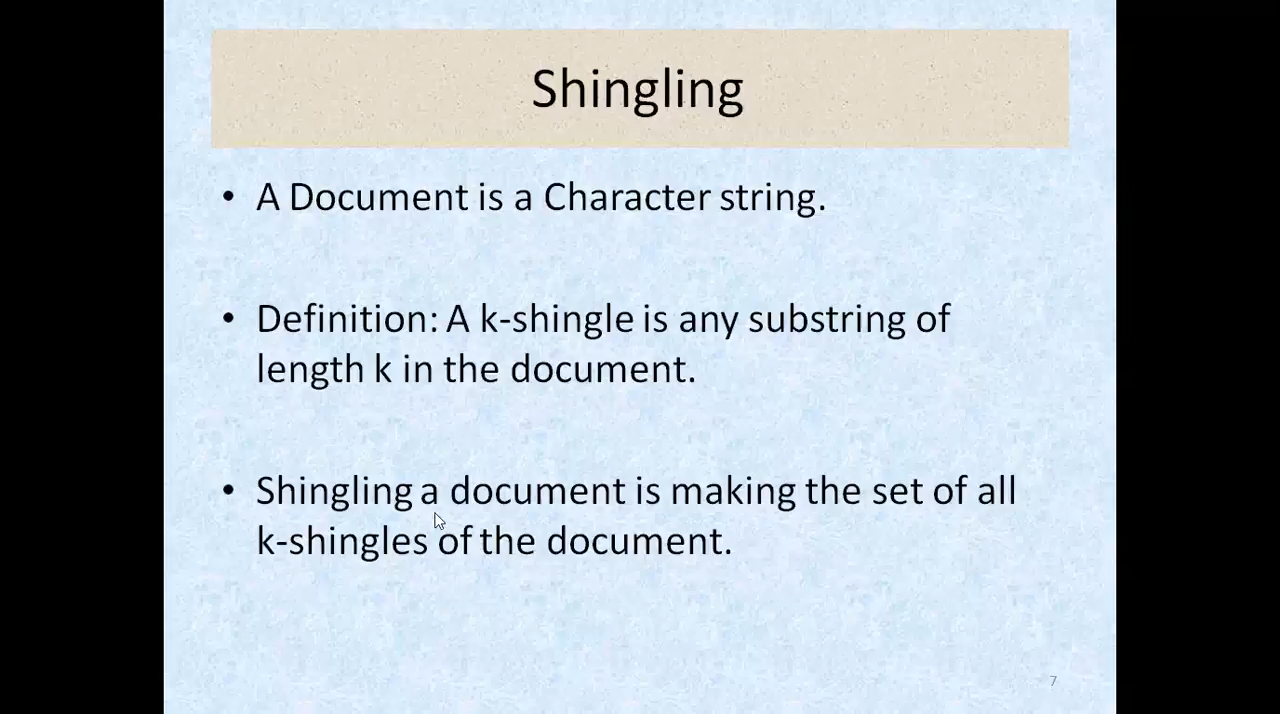 Shingling
• A Document is a Character string.
• Definition: A k-shingle is any substring of
length k in the document.
• Shingling a document is making the set of all
k-shingles of the document.
7